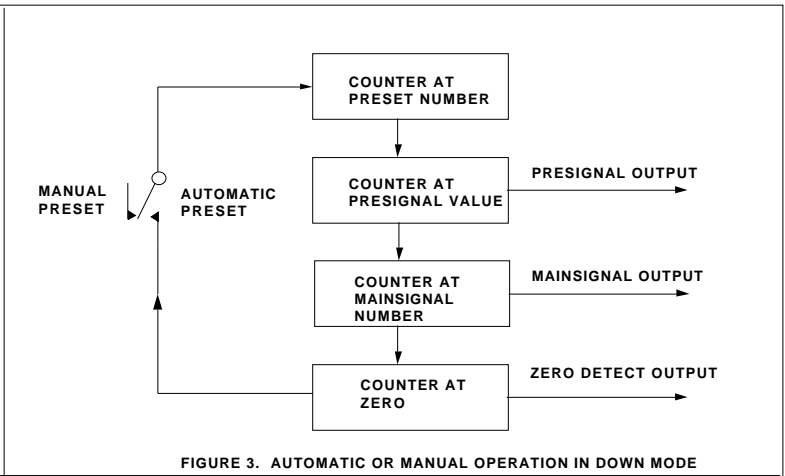 COUNTER AT
PRESET NUMBER
COUNTER AT
PRESIGNAL VALUE
PRESIGNAL OUTPUT
MANUAL
PRESET
AUTOMATIC
PRESET
COUNTER AT
MAINSIGNAL
NUMBER
MAINSIGNAL OUTPUT
COUNTER AT
ZERO
ZERO DETECT OUTPUT
FIGURE 3. AUTOMATIC OR MANUAL OPERATION IN DOWN MODE